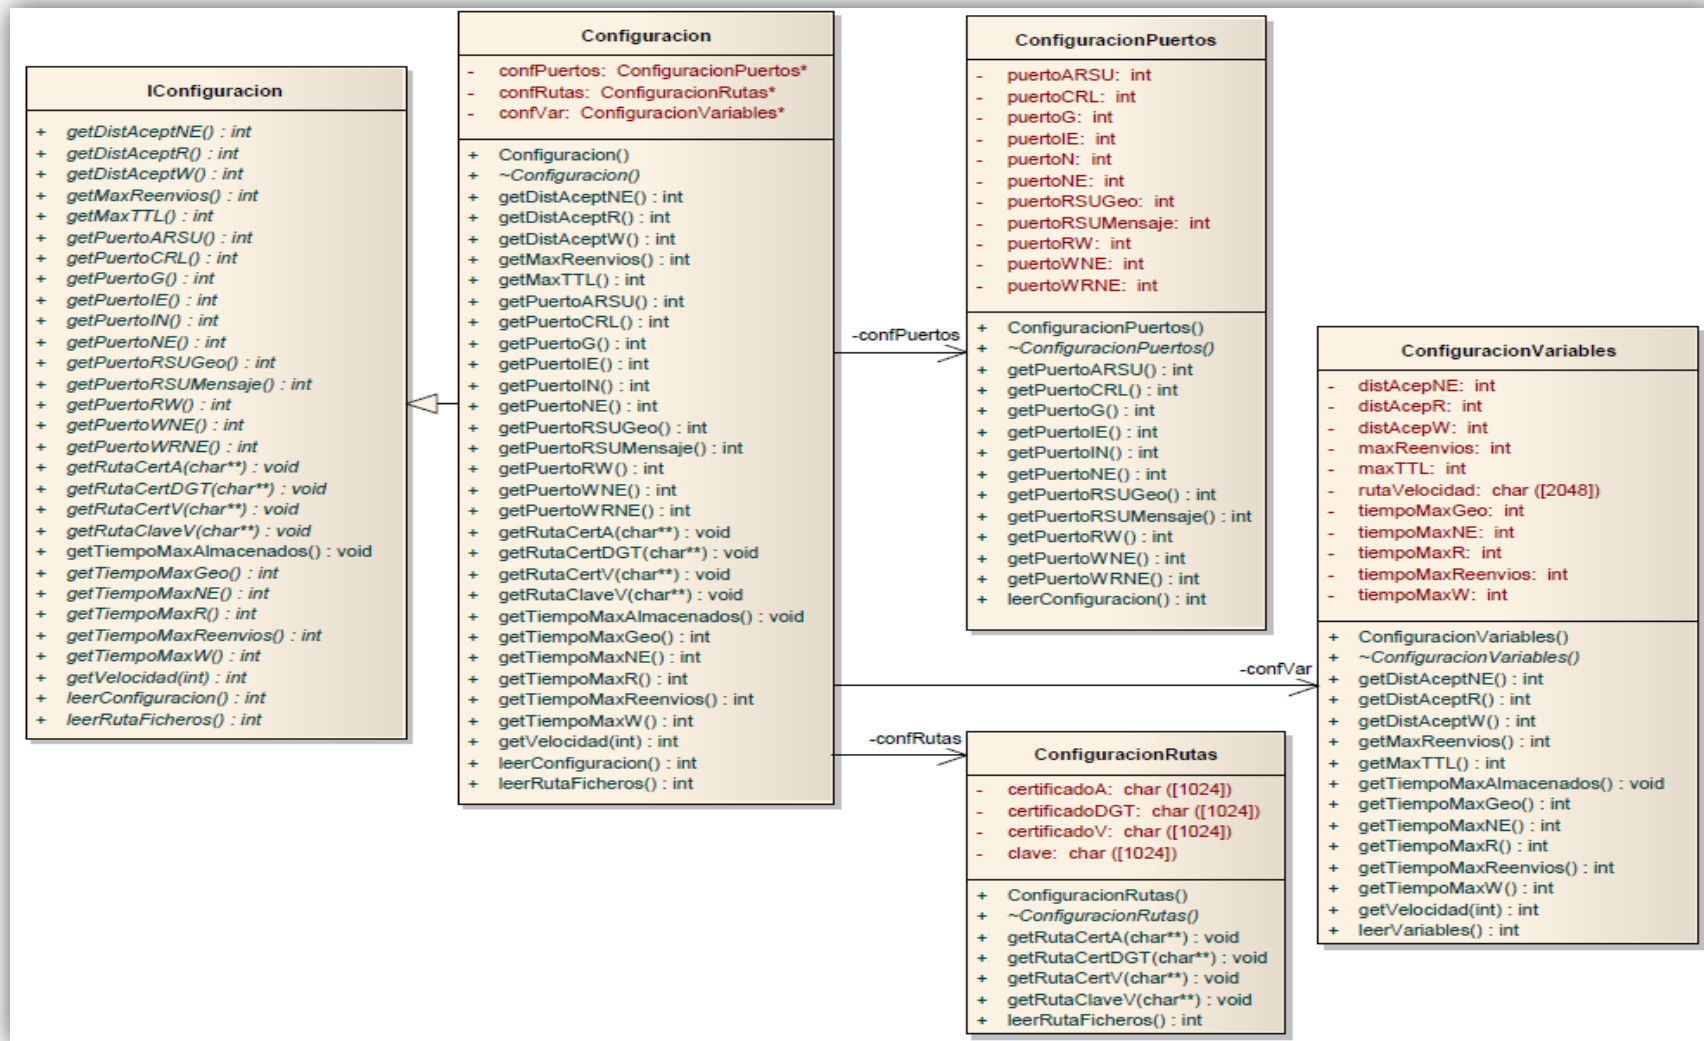 IConfiguracion
+ getDistAceptNE() : int
+ getDistAceptR() : int
+ getDistAceptW() : int
+ getMaxReenvios() : int
+ getMaxTTL() : int
+ getPuertoARSU() : int
+ getPuertoCRL() : int
+ getPuertoG() : int
+ getPuertoIE() : int
+ getPuertoIN() : int
+ getPuertoNE() : int
+ getPuertoRSUGeo() : int
+ getPuertoRSUMensaje() : int
+ getPuertoRW() : int
+ getPuertoWNE() : int
+ getPuertoWRNE() : int
+ getRutaCertA(char**) : void
+ getRutaCertDGT(char**) : void
+ getRutaCertV(char**) : void
+ getRutaClaveV(char**) : void
+ getTiempoMaxAlmacenados() : void
+ getTiempoMaxGeo() : int
+ getTiempoMaxNE() : int
+ getTiempoMaxR() : int
+ getTiempoMaxReenvios() : int
+ getTiempoMaxW() : int
+ getVelocidad(int) : int
+ leerConfiguracion() : int
+ leerRutaFicheros() : int
Configuracion
- confPuertos: ConfiguracionPuertos*
- confRutas: ConfiguracionRutas*
- confVar: ConfiguracionVariables*
+ Configuracion()
+ ~Configuracion()
+ getDistAceptNE() : int
+ getDistAceptR() : int
+ getDistAceptW() : int
+ getMaxReenvios() : int
+ getMaxTTL() : int
+ getPuertoARSU() : int
+ getPuertoCRL() : int
+ getPuertoG() : int
+ getPuertoIE() : int
+ getPuertoIN() : int
+ getPuertoNE() : int
+ getPuertoRSUGeo() : int
+ getPuertoRSUMensaje() : int
+ getPuertoRW() : int
+ getPuertoWNE() : int
+ getPuertoWRNE() : int
+ getRutaCertA(char**) : void
+ getRutaCertDGT(char**) : void
+ getRutaCertV(char**) : void
+ getRutaClaveV(char**) : void
+ getTiempoMaxAlmacenados() : void
+ getTiempoMaxGeo() : int
+ getTiempoMaxNE() : int
+ getTiempoMaxR() : int
+ getTiempoMaxReenvios() : int
+ getTiempoMaxW() : int
+ getVelocidad(int) : int
+ leerConfiguracion() : int
+ leerRutaFicheros() : int
-confPuertos
-confVar
-confRutas
ConfiguracionPuertos
- puertoARSU: int
- puertoCRL: int
- puertoG: int
- puertoIE: int
- puertoN: int
- puertoNE: int
- puertoRSUGeo: int
- puertoRSUMensaje: int
- puertoRW: int
- puertoWNE: int
- puertoWRNE: int
+ ConfiguracionPuertos()
+ ~ConfiguracionPuertos()
+ getPuertoARSU() : int
+ getPuertoCRL() : int
+ getPuertoG() : int
+ getPuertoIE() : int
+ getPuertoIN() : int
+ getPuertoNE() : int
+ getPuertoRSUGeo() : int
+ getPuertoRSUMensaje() : int
+ getPuertoRW() : int
+ getPuertoWNE() : int
+ getPuertoWRNE() : int
+ leerConfiguracion() : int
ConfiguracionRutas
- certificadoA: char ([1024])
- certificadoDGT: char ([1024])
- certificadoV: char ([1024])
- clave: char ([1024])
+ ConfiguracionRutas()
+ ~ConfiguracionRutas()
+ getRutaCertA(char**) : void
+ getRutaCertDGT(char**) : void
+ getRutaCertV(char**) : void
+ getRutaClaveV(char**) : void
+ leerRutaFicheros() : int
ConfiguracionVariables
- distAcepNE: int
- distAcepR: int
- distAcepW: int
- maxReenvios: int
- maxTTL: int
- rutaVelocidad: char ([2048])
- tiempoMaxGeo: int
- tiempoMaxNE: int
- tiempoMaxR: int
- tiempoMaxReenvios: int
- tiempoMaxW: int
+ ConfiguracionVariables()
+ ~ConfiguracionVariables()
+ getDistAceptNE() : int
+ getDistAceptR() : int
+ getDistAceptW() : int
+ getMaxReenvios() : int
+ getMaxTTL() : int
+ getTiempoMaxAlmacenados() : void
+ getTiempoMaxGeo() : int
+ getTiempoMaxNE() : int
+ getTiempoMaxR() : int
+ getTiempoMaxReenvios() : int
+ getTiempoMaxW() : int
+ getVelocidad(int) : int
+ leerVariables() : int